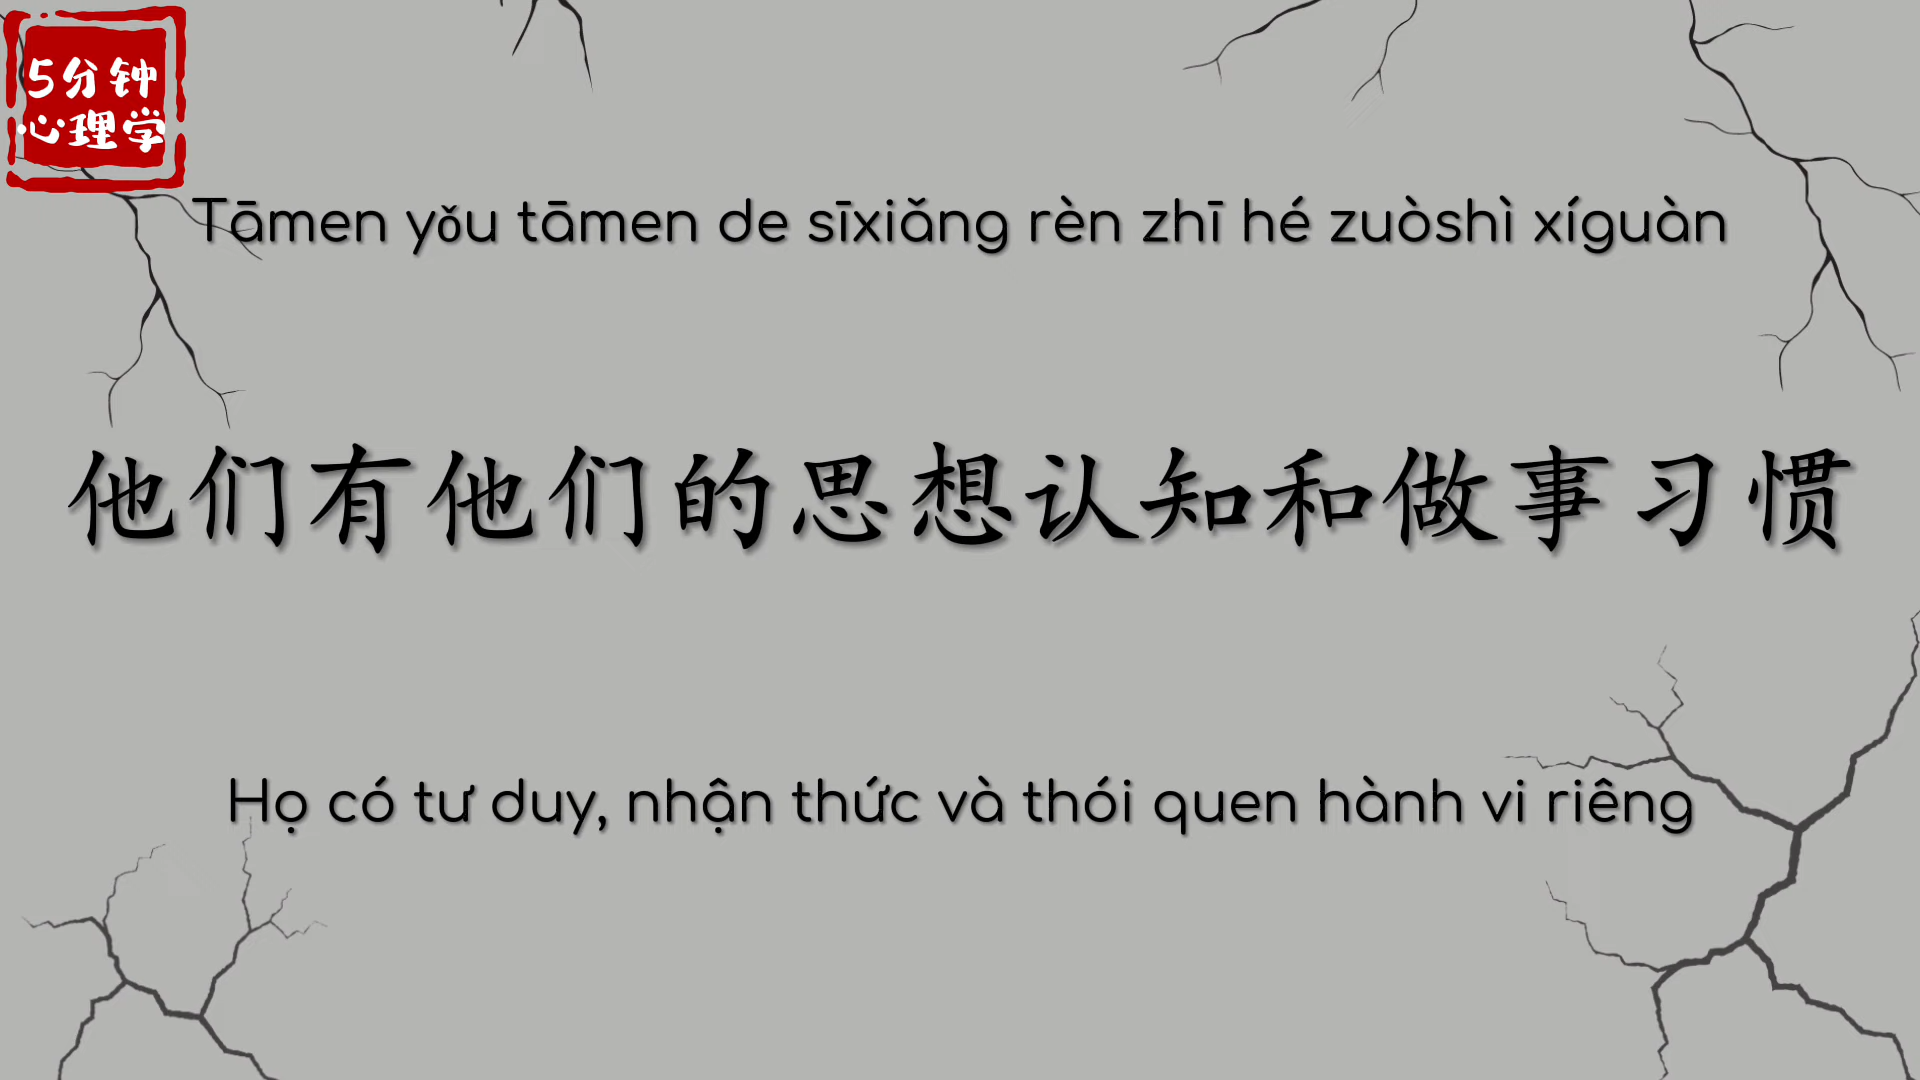 5分钟
心理学
Tāmen yǒu tāmen de sīxiǎng rèn zhī hé zuòshì xíguàn
他们有他们的思想认知和做事习惯
Họ có tư duy, nhận thức và thói quen hành vi riêng